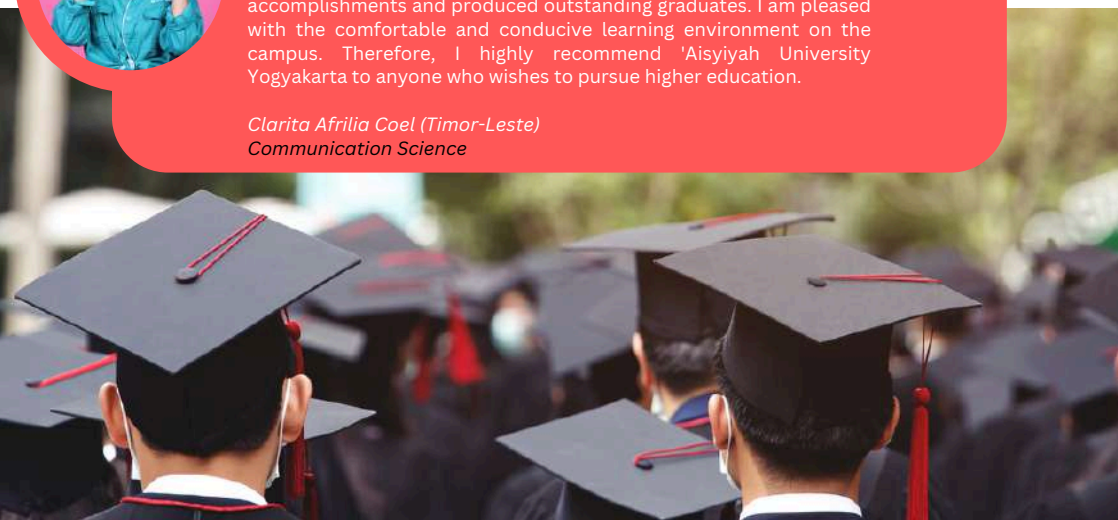 accomplishments and produced outstanding graduates. I am pleased
with the comfortable and conducive learning environment on the
campus. Therefore, I highly recommend 'Aisyiyah University
Yogyakarta to anyone who wishes to pursue higher education.
Clarita Afrilia Coel (Timor-Leste)
Communication Science